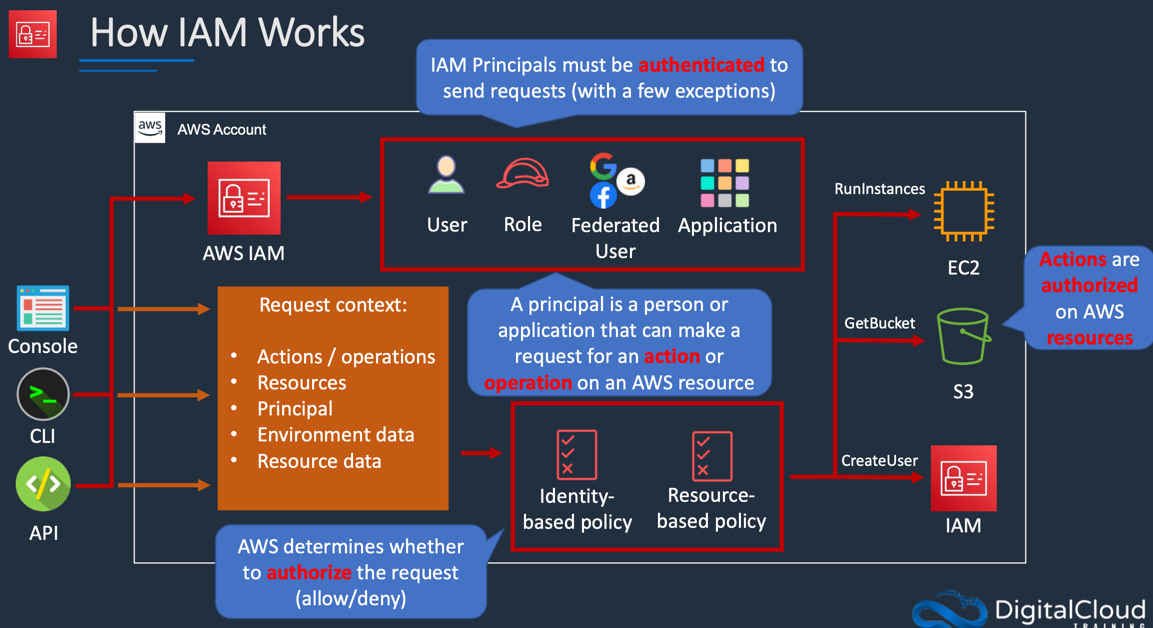 How IAM Works
IAM Principals must be authenticated to
send requests (with a few exceptions)
aws
AWS Account
AWS IAM
User
Role
Federated
User
Application
RunInstances
EC2
Actions are
authorized
on AWS
resources
Console
CLI
API
Request context:
• Actions / operations
• Resources
• Principal
• Environment data
• Resource data
A principal is a person or
application that can make a
request for an action or
operation on an AWS resource
GetBucket
S3
Identity-
based policy
Resource-
based policy
CreateUser
IAM
AWS determines whether
to authorize the request
(allow/deny)
DigitalCloud
TRAINING